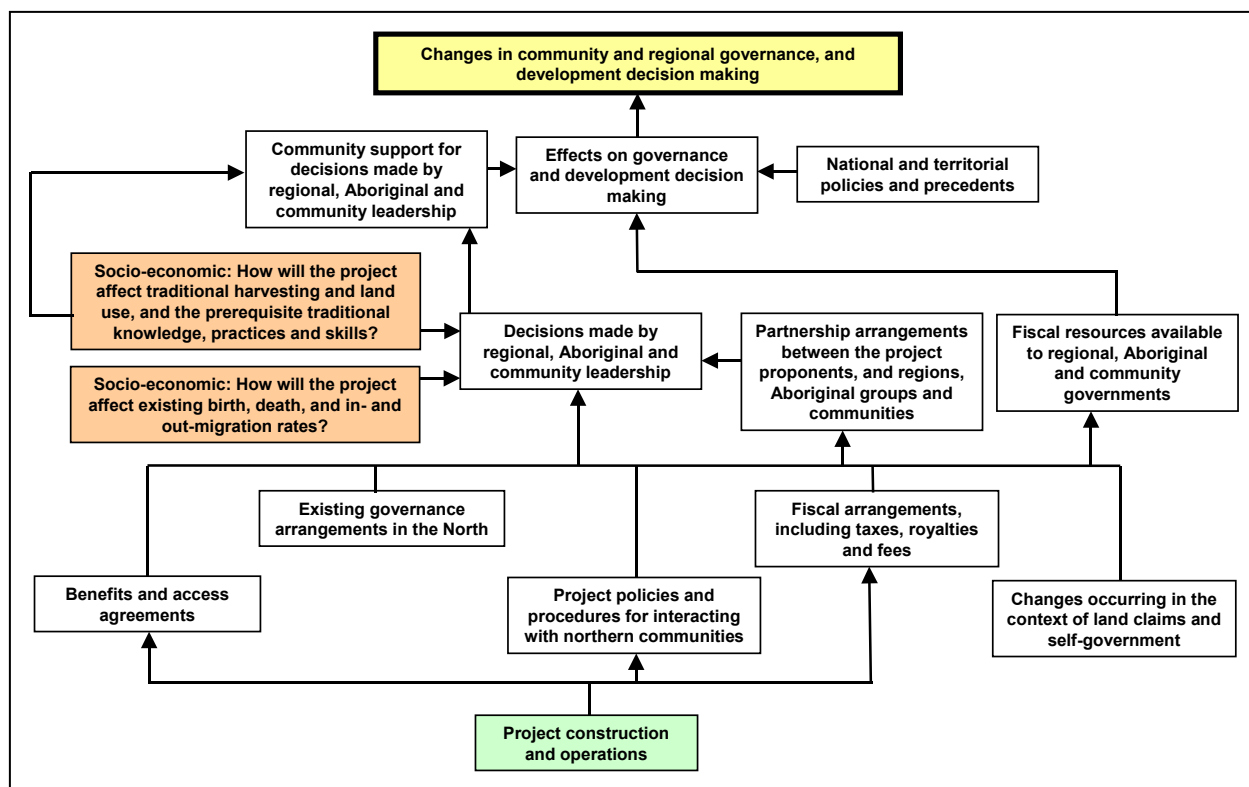 Changes in community and regional governance, and
development decision making
Community support for
decisions made by
regional, Aboriginal and
community leadership
Effects on governance
and development decision
making
National and territorial
policies and precedents
Socio-economic: How will the project
affect traditional harvesting and land
use, and the prerequisite traditional
knowledge, practices and skills?
Decisions made by
regional, Aboriginal and
community leadership
Partnership arrangements
between the project
proponents, and regions,
Aboriginal groups and
communities
Fiscal resources available
to regional, Aboriginal
and community
governments
Socio-economic: How will the project
affect existing birth, death, and in- and
out-migration rates?
Existing governance
arrangements in the North
Fiscal arrangements,
including taxes, royalties
and fees
Benefits and access
agreements
Project policies and
procedures for interacting
with northern communities
Changes occurring in the
context of land claims and
self-government
Project construction
and operations